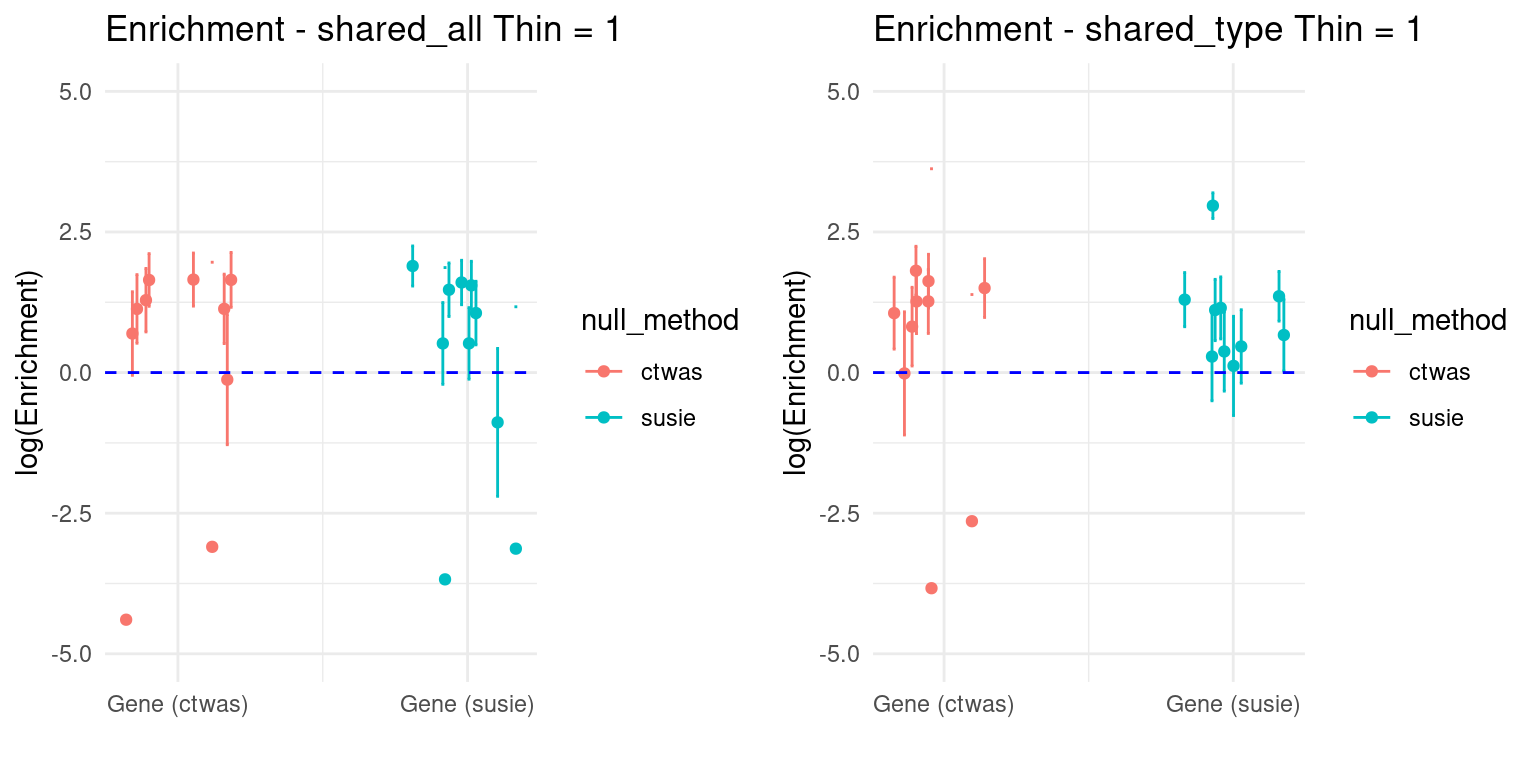 Enrichment - shared_all Thin = 1
log(Enrichment)
5.0
2.5
0.0
-2.5
-5.0
Gene (ctwas)
Gene (susie)
null_method
ctwas
susie
Enrichment - shared_type Thin = 1
log(Enrichment)
5.0
2.5
0.0
-2.5
-5.0
Gene (ctwas)
Gene (susie)
null_method
ctwas
susie